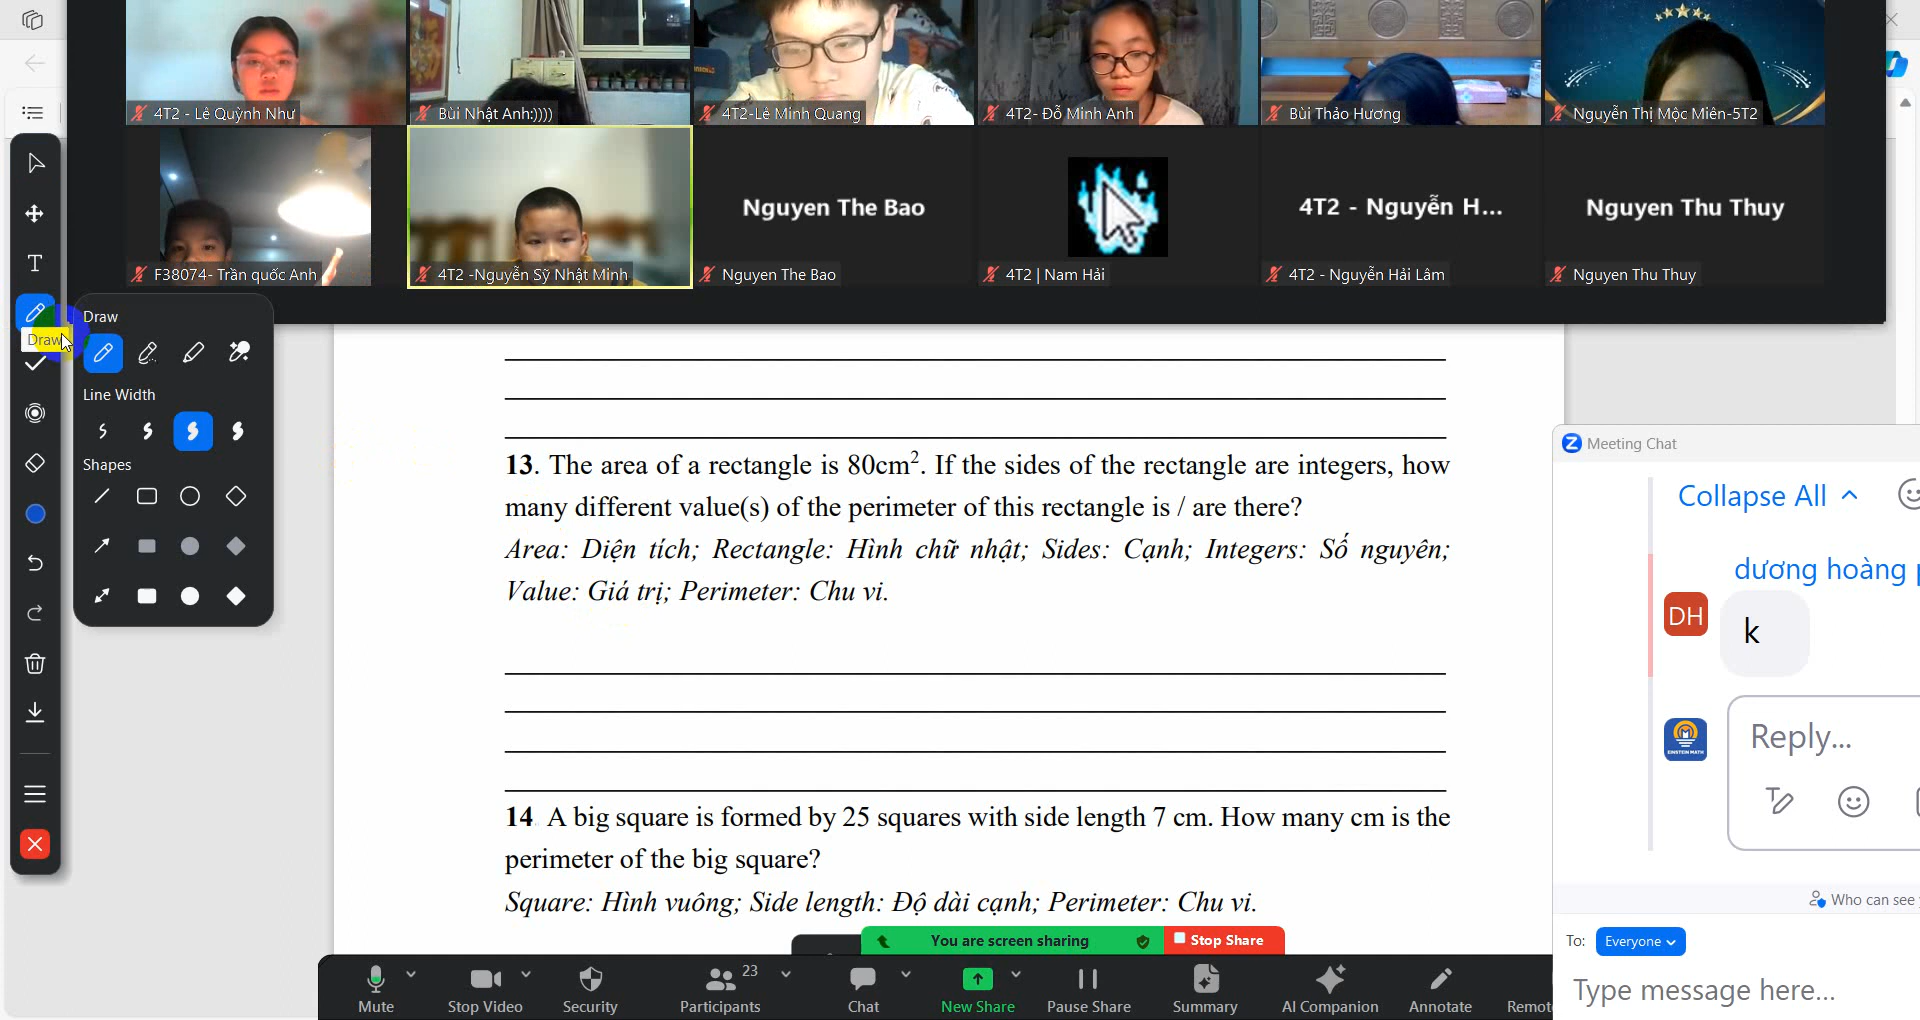 4T2 - Lê Quỳnh Như
Bùi Nhật Anh:))))
4T2-Lê Minh Quang
4T2- Đỗ Minh Anh
Bùi Thảo Hương
Nguyễn Thị Mộc Miên-5T2
F38074- Trần quốc Anh
4T2 -Nguyễn Sỹ Nhật Minh
Nguyen The Bao
Nguyen The Bao
4T2 | Nam Hải
4T2 - Nguyễn H...
4T2 - Nguyễn Hải Lâm
Nguyen Thu Thuy
Nguyen Thu Thuy
T
Draw
Draw
Line Width
Shapes
13. The area of a rectangle is 80cm². If the sides of the rectangle are integers, how
many different value(s) of the perimeter of this rectangle is / are there?
Area: Diện tích; Rectangle: Hình chữ nhật; Sides: Cạnh; Integers: Số nguyên;
Value: Giá trị; Perimeter: Chu vi.
14 A big square is formed by 25 squares with side length 7 cm. How many cm is the
perimeter of the big square?
Square: Hình vuông; Side length: Độ dài cạnh; Perimeter: Chu vi.
Meeting Chat
Collapse All
dương hoàng
DH
k
EINSTEIN MATH
Reply...
Who can see
To: Everyone
Type message here...
You are screen sharing
Stop Share
Mute
Stop Video
Security
Participants
23
Chat
New Share
Pause Share
Summary
AI Companion
Annotate
Remot